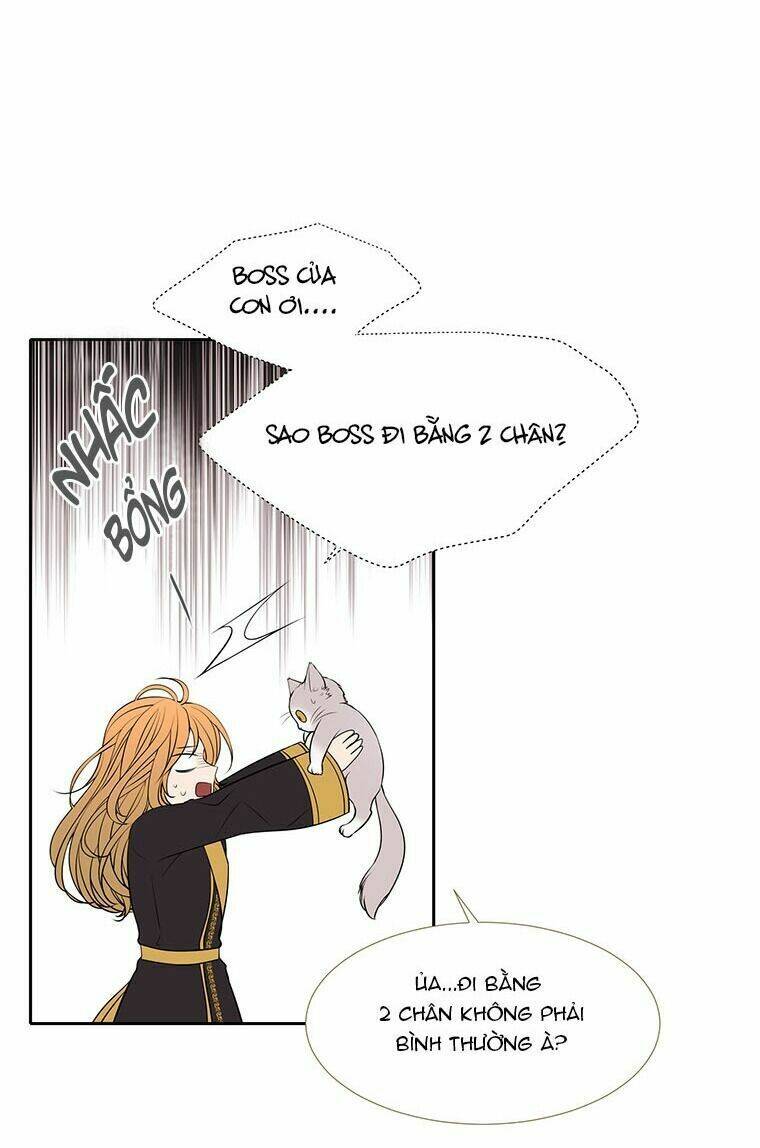 BOSS CỦA
CON ƠI....
SAO BOSS ĐI BẰNG 2 CHÂN?
NHẤC
BỔNG
ỦA...ĐI BẰNG
2 CHÂN KHÔNG PHẢI
BÌNH THƯỜNG À?